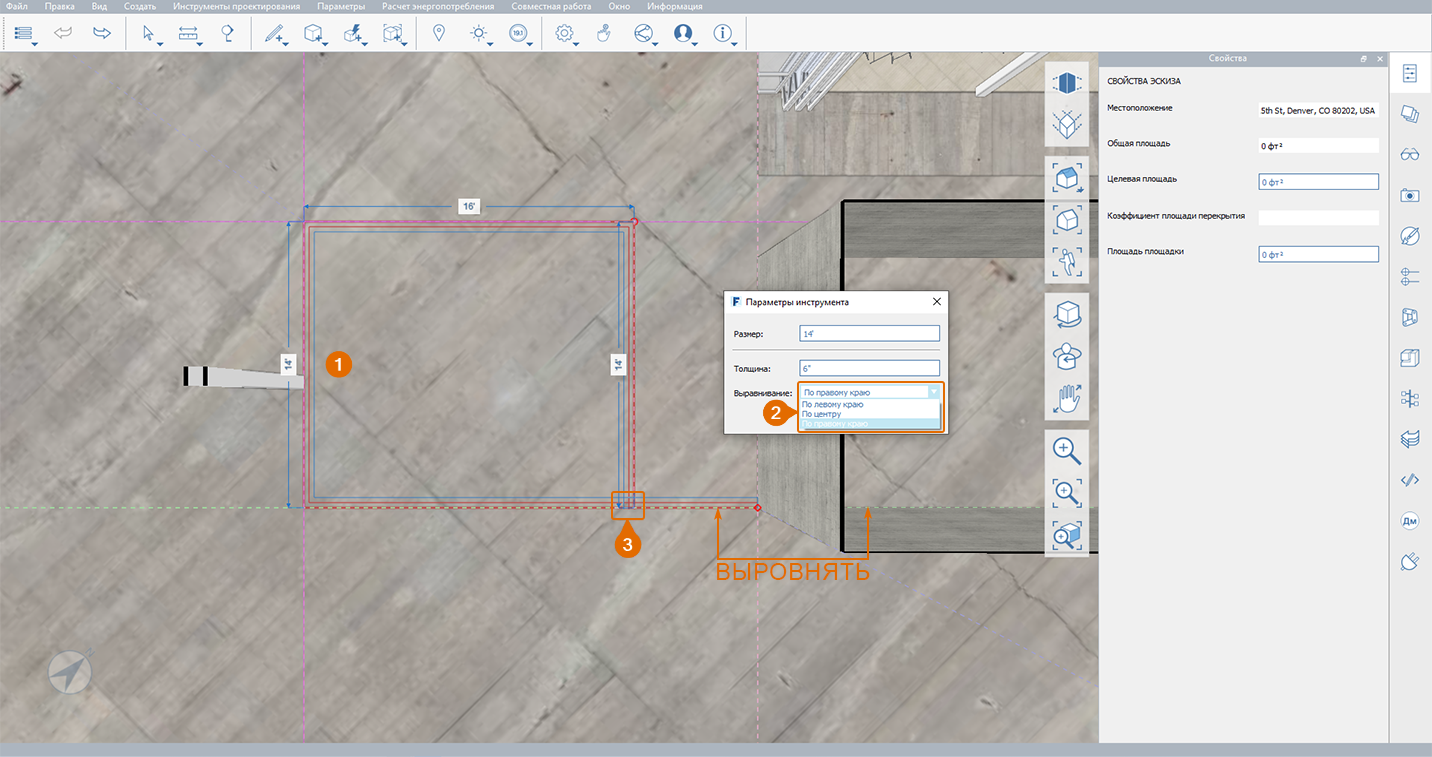 Файл Правка Вид Создать Инструменты проектирования Параметры Расчет энергопотребления Совместная работа Окно Информация
19.1
Свойства
СВОЙСТВА ЭСКИЗА
Местоположение 5th St, Denver, CO 80202, USA
Общая площадь 0 фт²
Целевая площадь 0 фт²
Коэффициент площади перекрытия
Площадь площадки 0 фт²
16'
14'
14'
1
F Параметры инструмента
Размер: 14'
Толщина: 6"
Выравнивание: По правому краю
По левому краю
2 По центру
По правому краю
3
ВЫРОВНЯТЬ
Дм